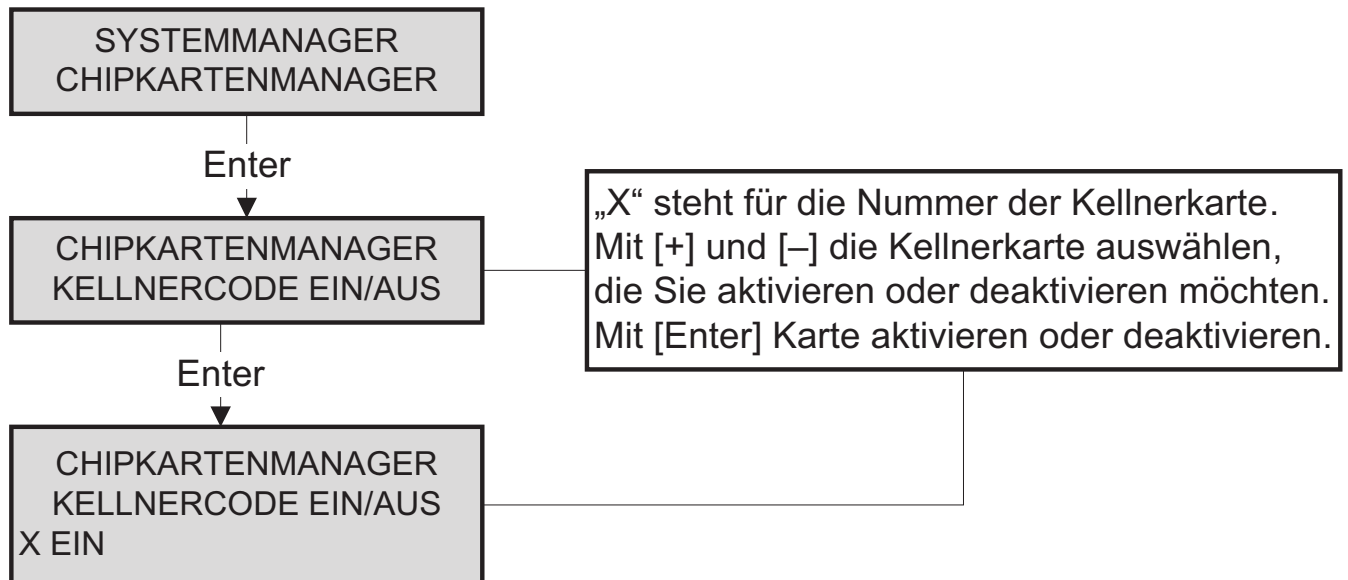 SYSTEMMANAGER
CHIPKARTENMANAGER
Enter
CHIPKARTENMANAGER
KELLNERCODE EIN/AUS
„X“ steht für die Nummer der Kellnerkarte.
Mit [+] und [–] die Kellnerkarte auswählen,
die Sie aktivieren oder deaktivieren möchten.
Mit [Enter] Karte aktivieren oder deaktivieren.
Enter
CHIPKARTENMANAGER
KELLNERCODE EIN/AUS
X EIN